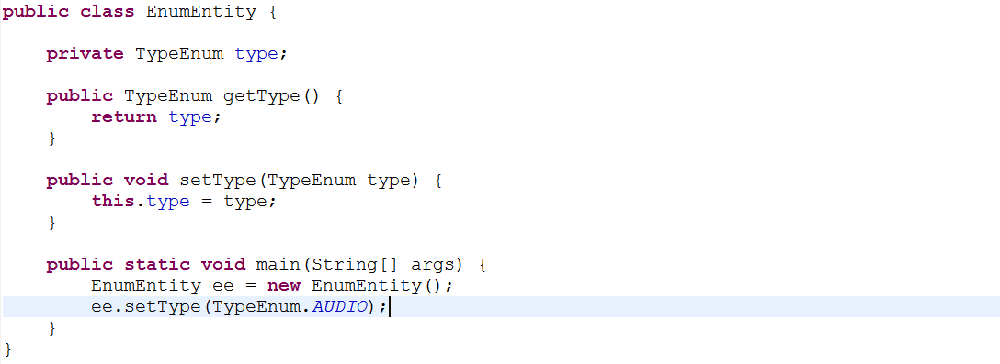 public class EnumEntity {
    private TypeEnum type;
    public TypeEnum getType() {
        return type;
    }
    public void setType(TypeEnum type) {
        this.type = type;
    }
    public static void main(String[] args) {
        EnumEntity ee = new EnumEntity();
        ee.setType(TypeEnum.AUDIO);
    }
}